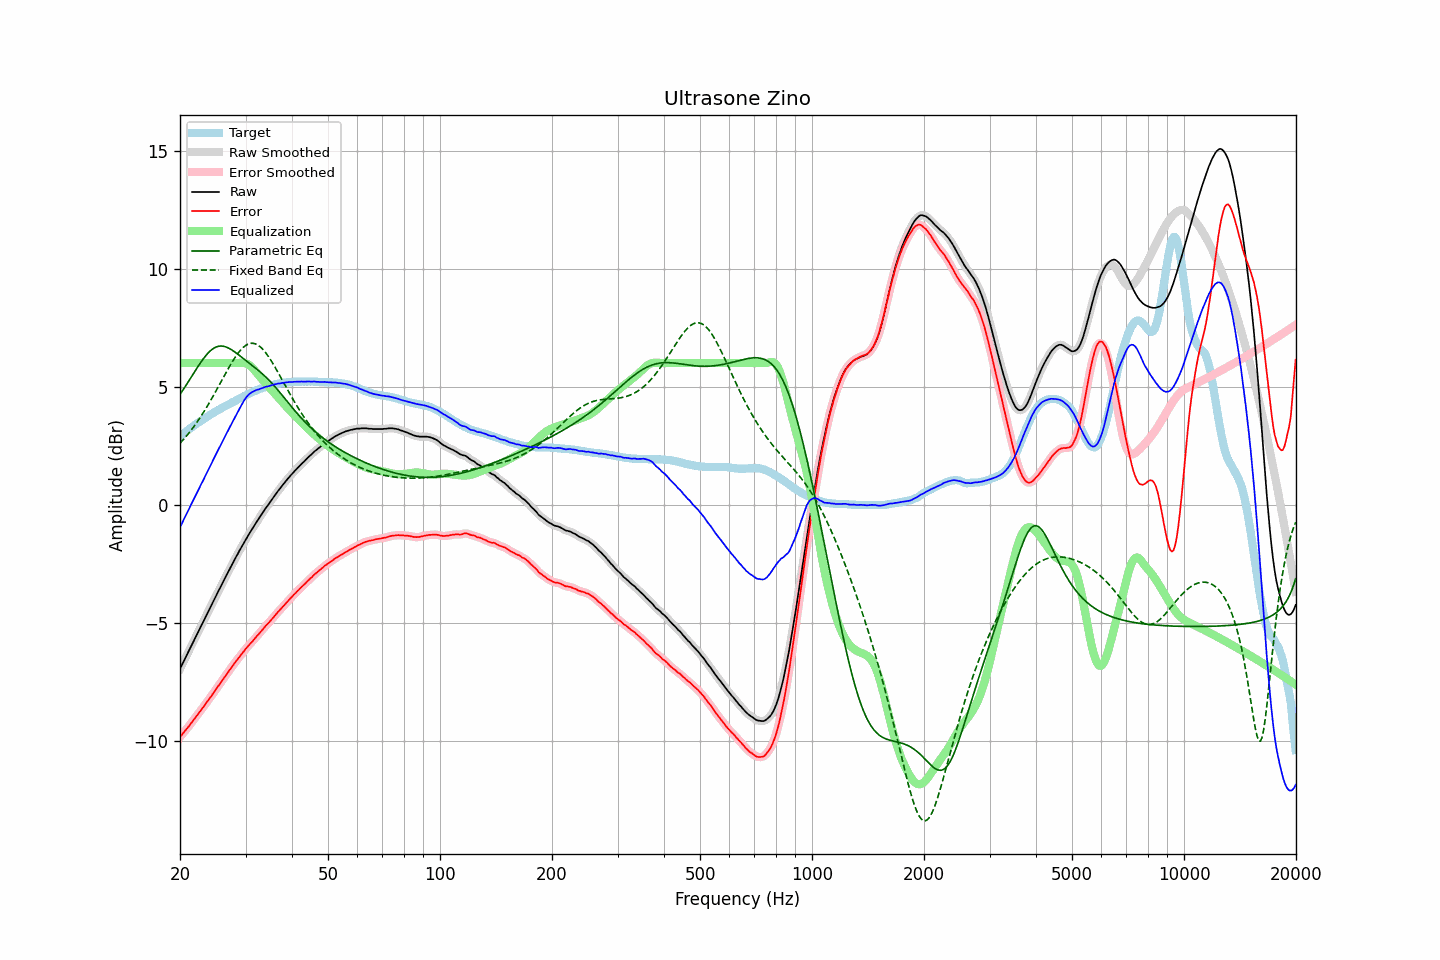 Ultrasone Zino
Target
Raw Smoothed
Error Smoothed
Raw
Error
Equalization
Parametric Eq
Fixed Band Eq
Equalized
15
10
5
0
−5
−10
Amplitude (dBr)
20
50
100
200
500
1000
2000
5000
10000
20000
Frequency (Hz)